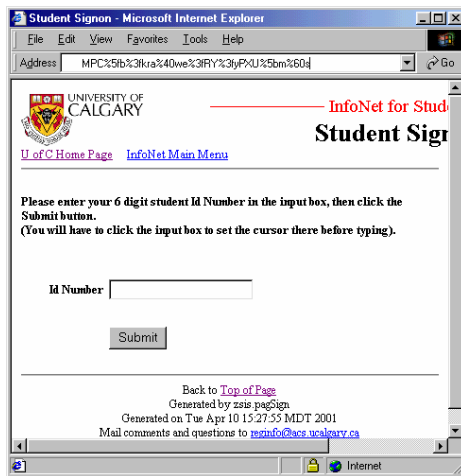 Student Signon - Microsoft Internet Explorer
File Edit View Favorites Tools Help
Address MPC%5fb%3fkra%40we%3fRY%3fyPXU%5bm%60s Go
UNIVERSITY OF
CALGARY
InfoNet for Stud
Student Sign
U of C Home Page InfoNet Main Menu
Please enter your 6 digit student Id Number in the input box, then click the
Submit button.
(You will have to click the input box to set the cursor there before typing).
Id Number
Submit
Back to Top of Page
Generated by zsis.pagSign
Generated on Tue Apr 10 15:27:55 MDT 2001
Mail comments and questions to reginfo@acs.ucalgary.ca
Internet